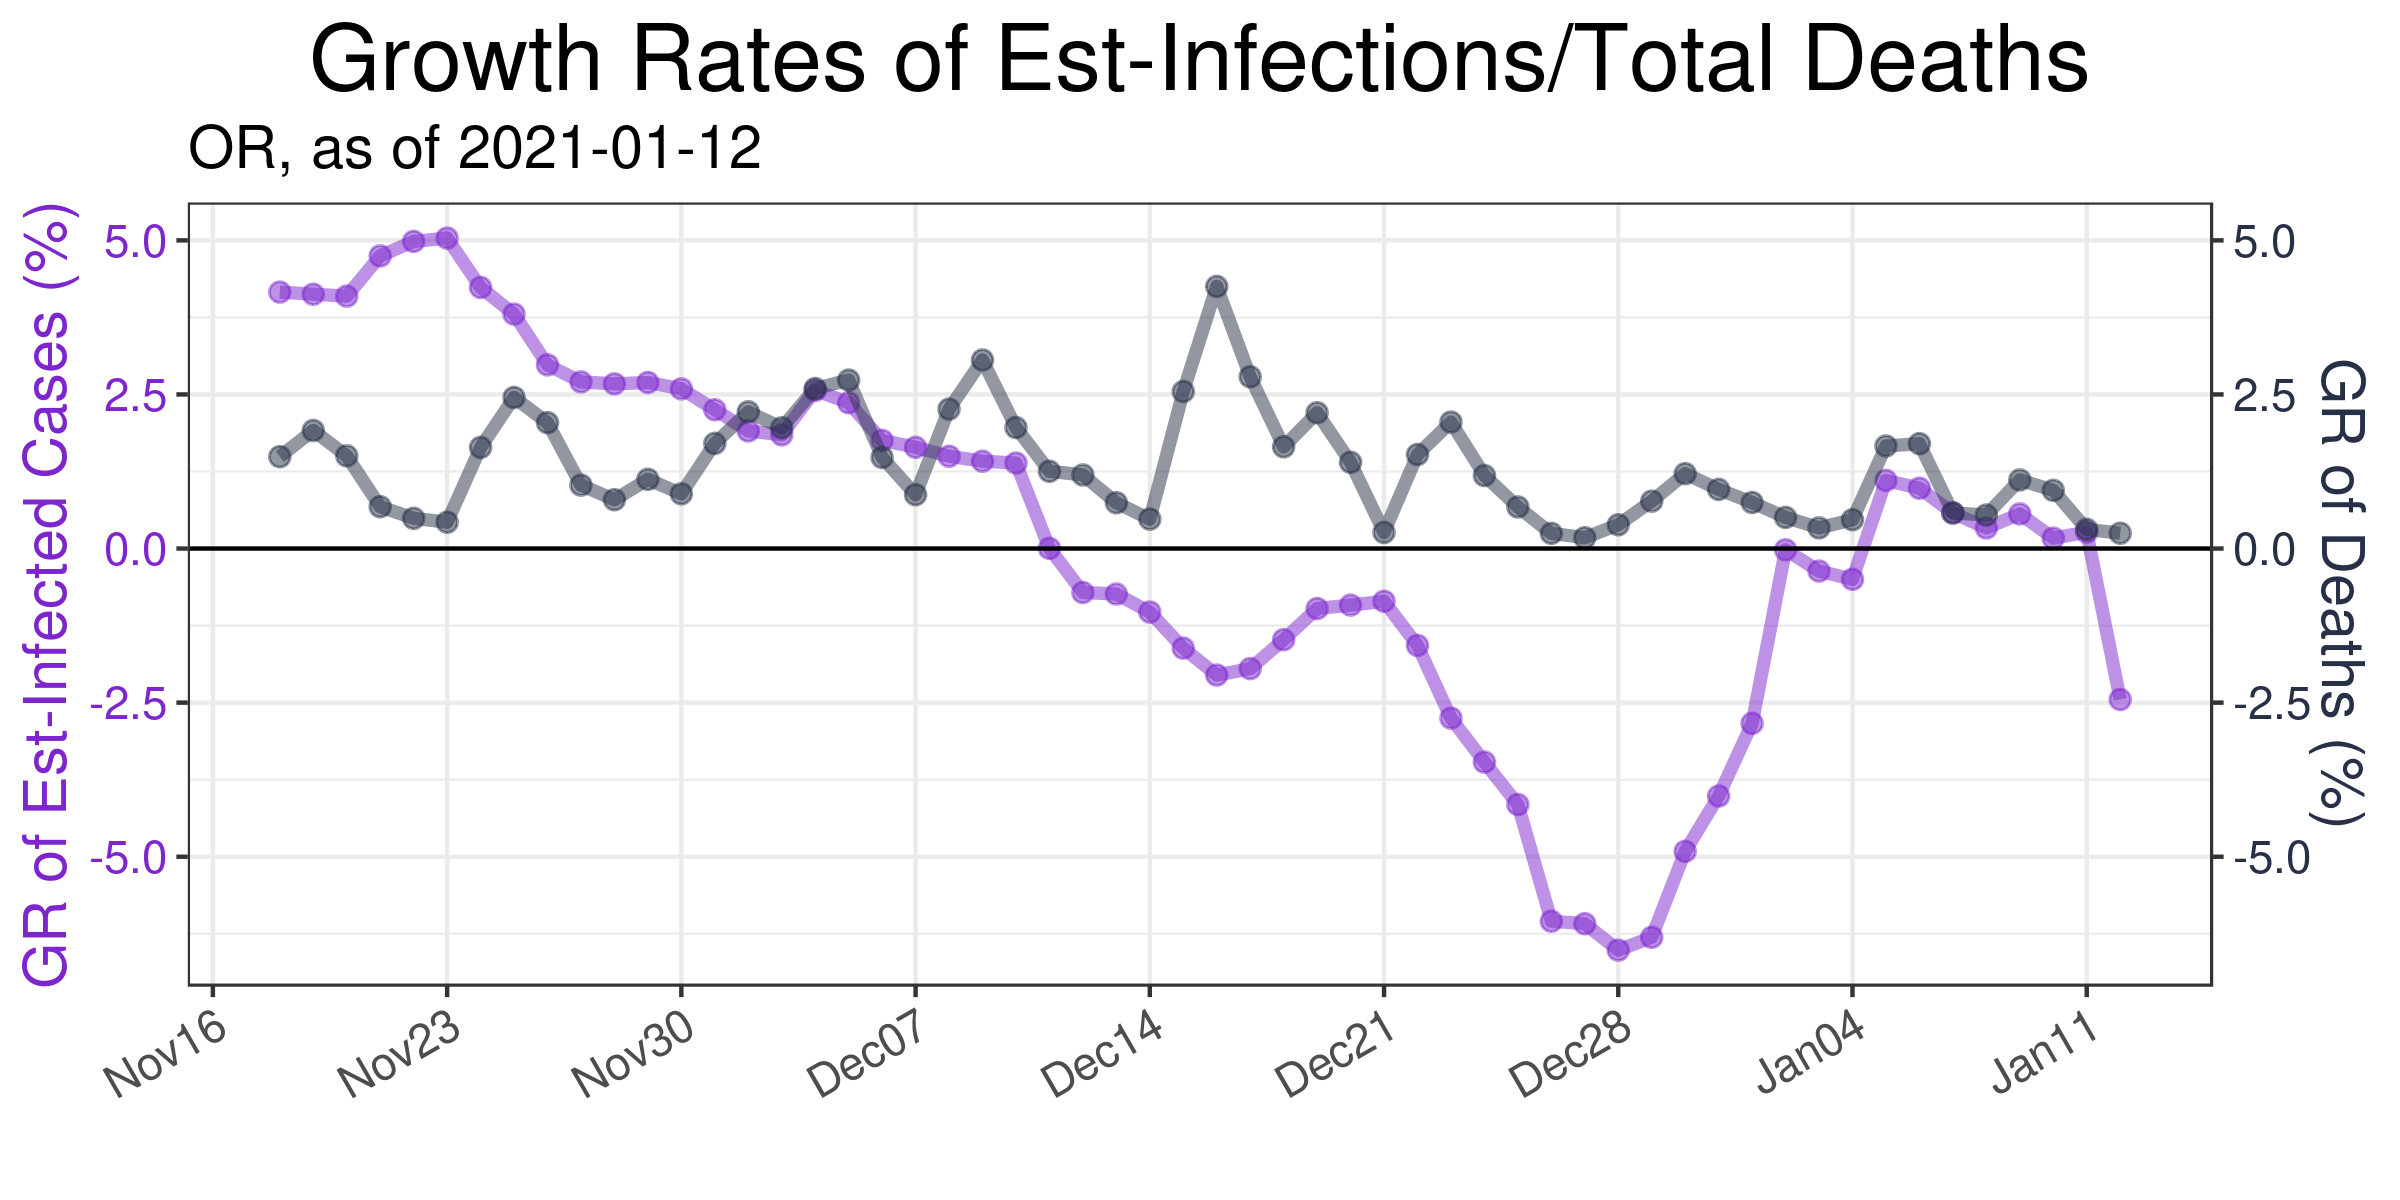 Growth Rates of Est-Infections/Total Deaths
OR, as of 2021-01-12
GR of Est-Infected Cases (%)
5.0
2.5
0.0
-2.5
-5.0
5.0
2.5
0.0
-2.5
-5.0
GR of Deaths (%)
Nov16
Nov23
Nov30
Dec07
Dec14
Dec21
Dec28
Jan04
Jan11